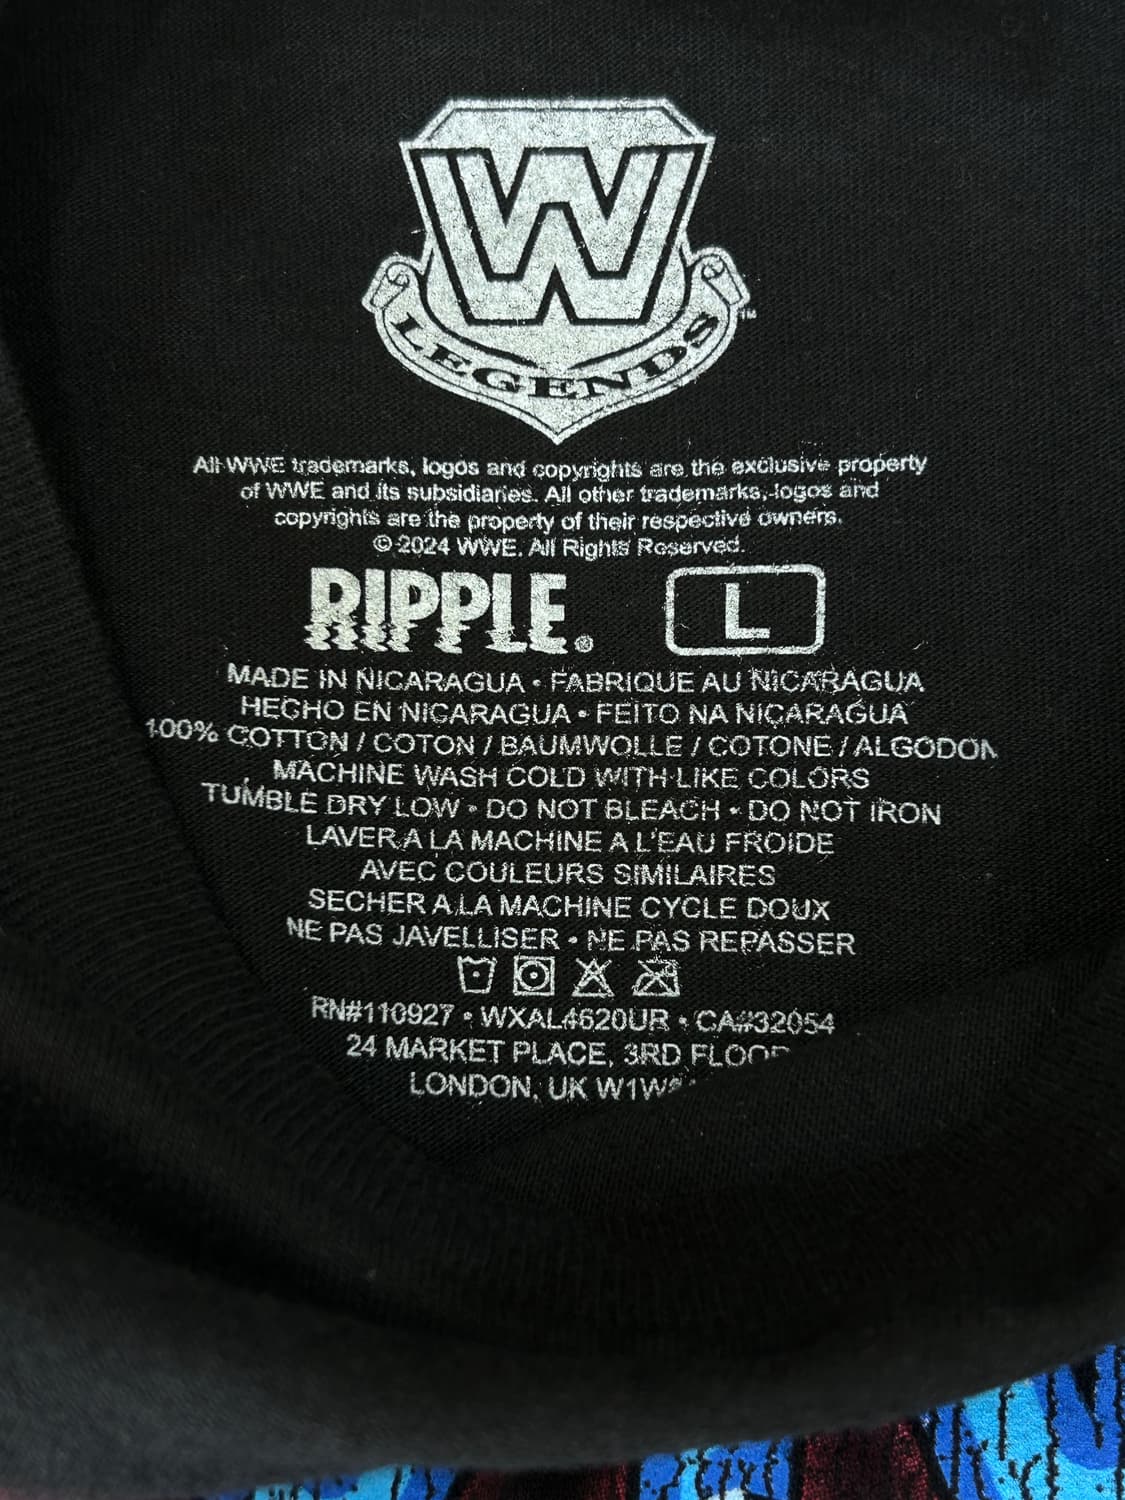 W
LEGENDS™
All WWE trademarks, logos and copyrights are the exclusive property
of WWE and its subsidiaries. All other trademarks, logos and
copyrights are the property of their respective owners.
© 2024 WWE. All Rights Reserved.
RIPPLE® L
MADE IN NICARAGUA • FABRIQUE AU NICARAGUA
HECHO EN NICARAGUA • FEITO NA NICARAGUA
100% COTTON / COTON / BAUMWOLLE / COTONE / ALGODON
MACHINE WASH COLD WITH LIKE COLORS
TUMBLE DRY LOW • DO NOT BLEACH • DO NOT IRON
LAVER A LA MACHINE A L'EAU FROIDE
AVEC COULEURS SIMILAIRES
SECHER A LA MACHINE CYCLE DOUX
NE PAS JAVELLISER • NE PAS REPASSER
RN#110927 • WXAL4620UR • CA#32054
24 MARKET PLACE, 3RD FLOOR
LONDON, UK